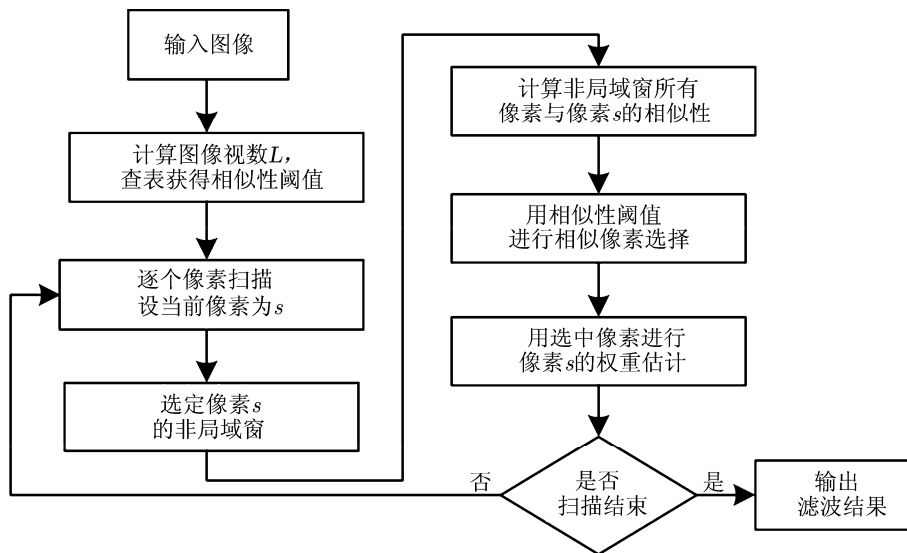 输入图像
计算图像视数L，
查表获得相似性阈值
逐个像素扫描
设当前像素为s
选定像素s
的非局域窗
计算非局域窗所有
像素与像素s的相似性
用相似性阈值
进行相似像素选择
用选中像素进行
像素s的权重估计
是否
扫描结束
否
是
输出
滤波结果